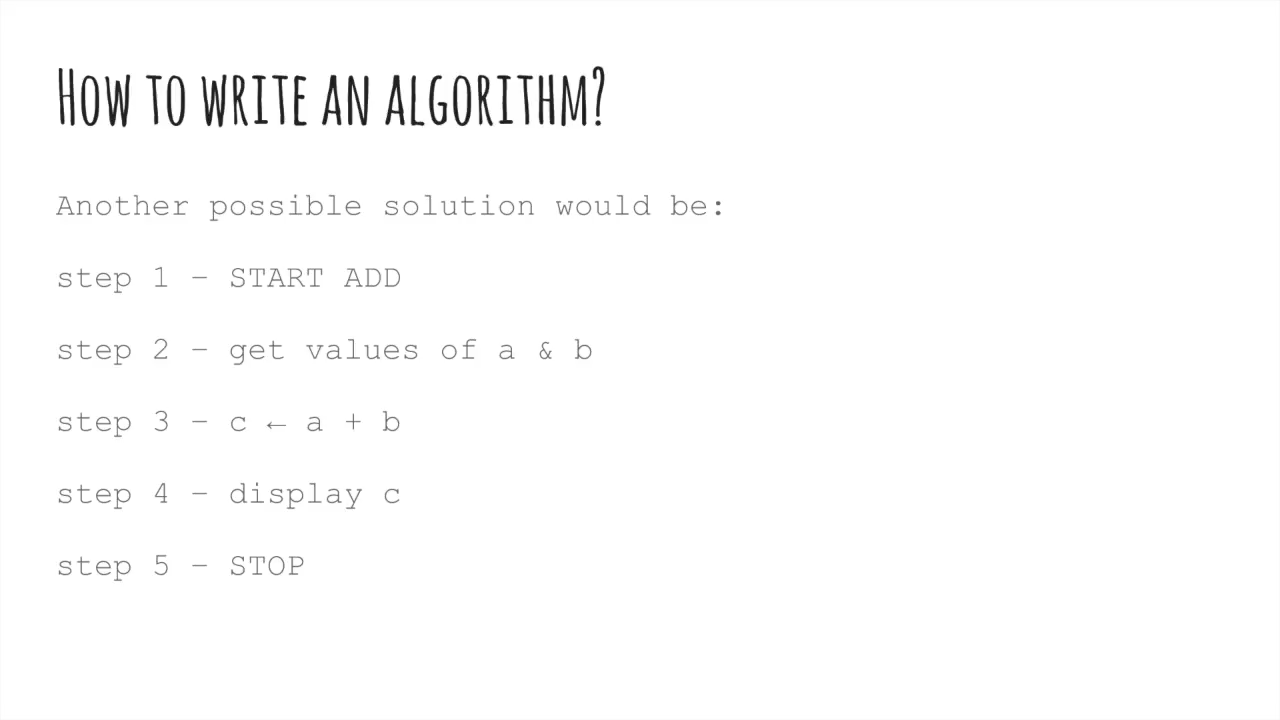 How to write an algorithm?
Another possible solution would be:
step 1 − START ADD
step 2 − get values of a & b
step 3 − c ← a + b
step 4 − display c
step 5 − STOP